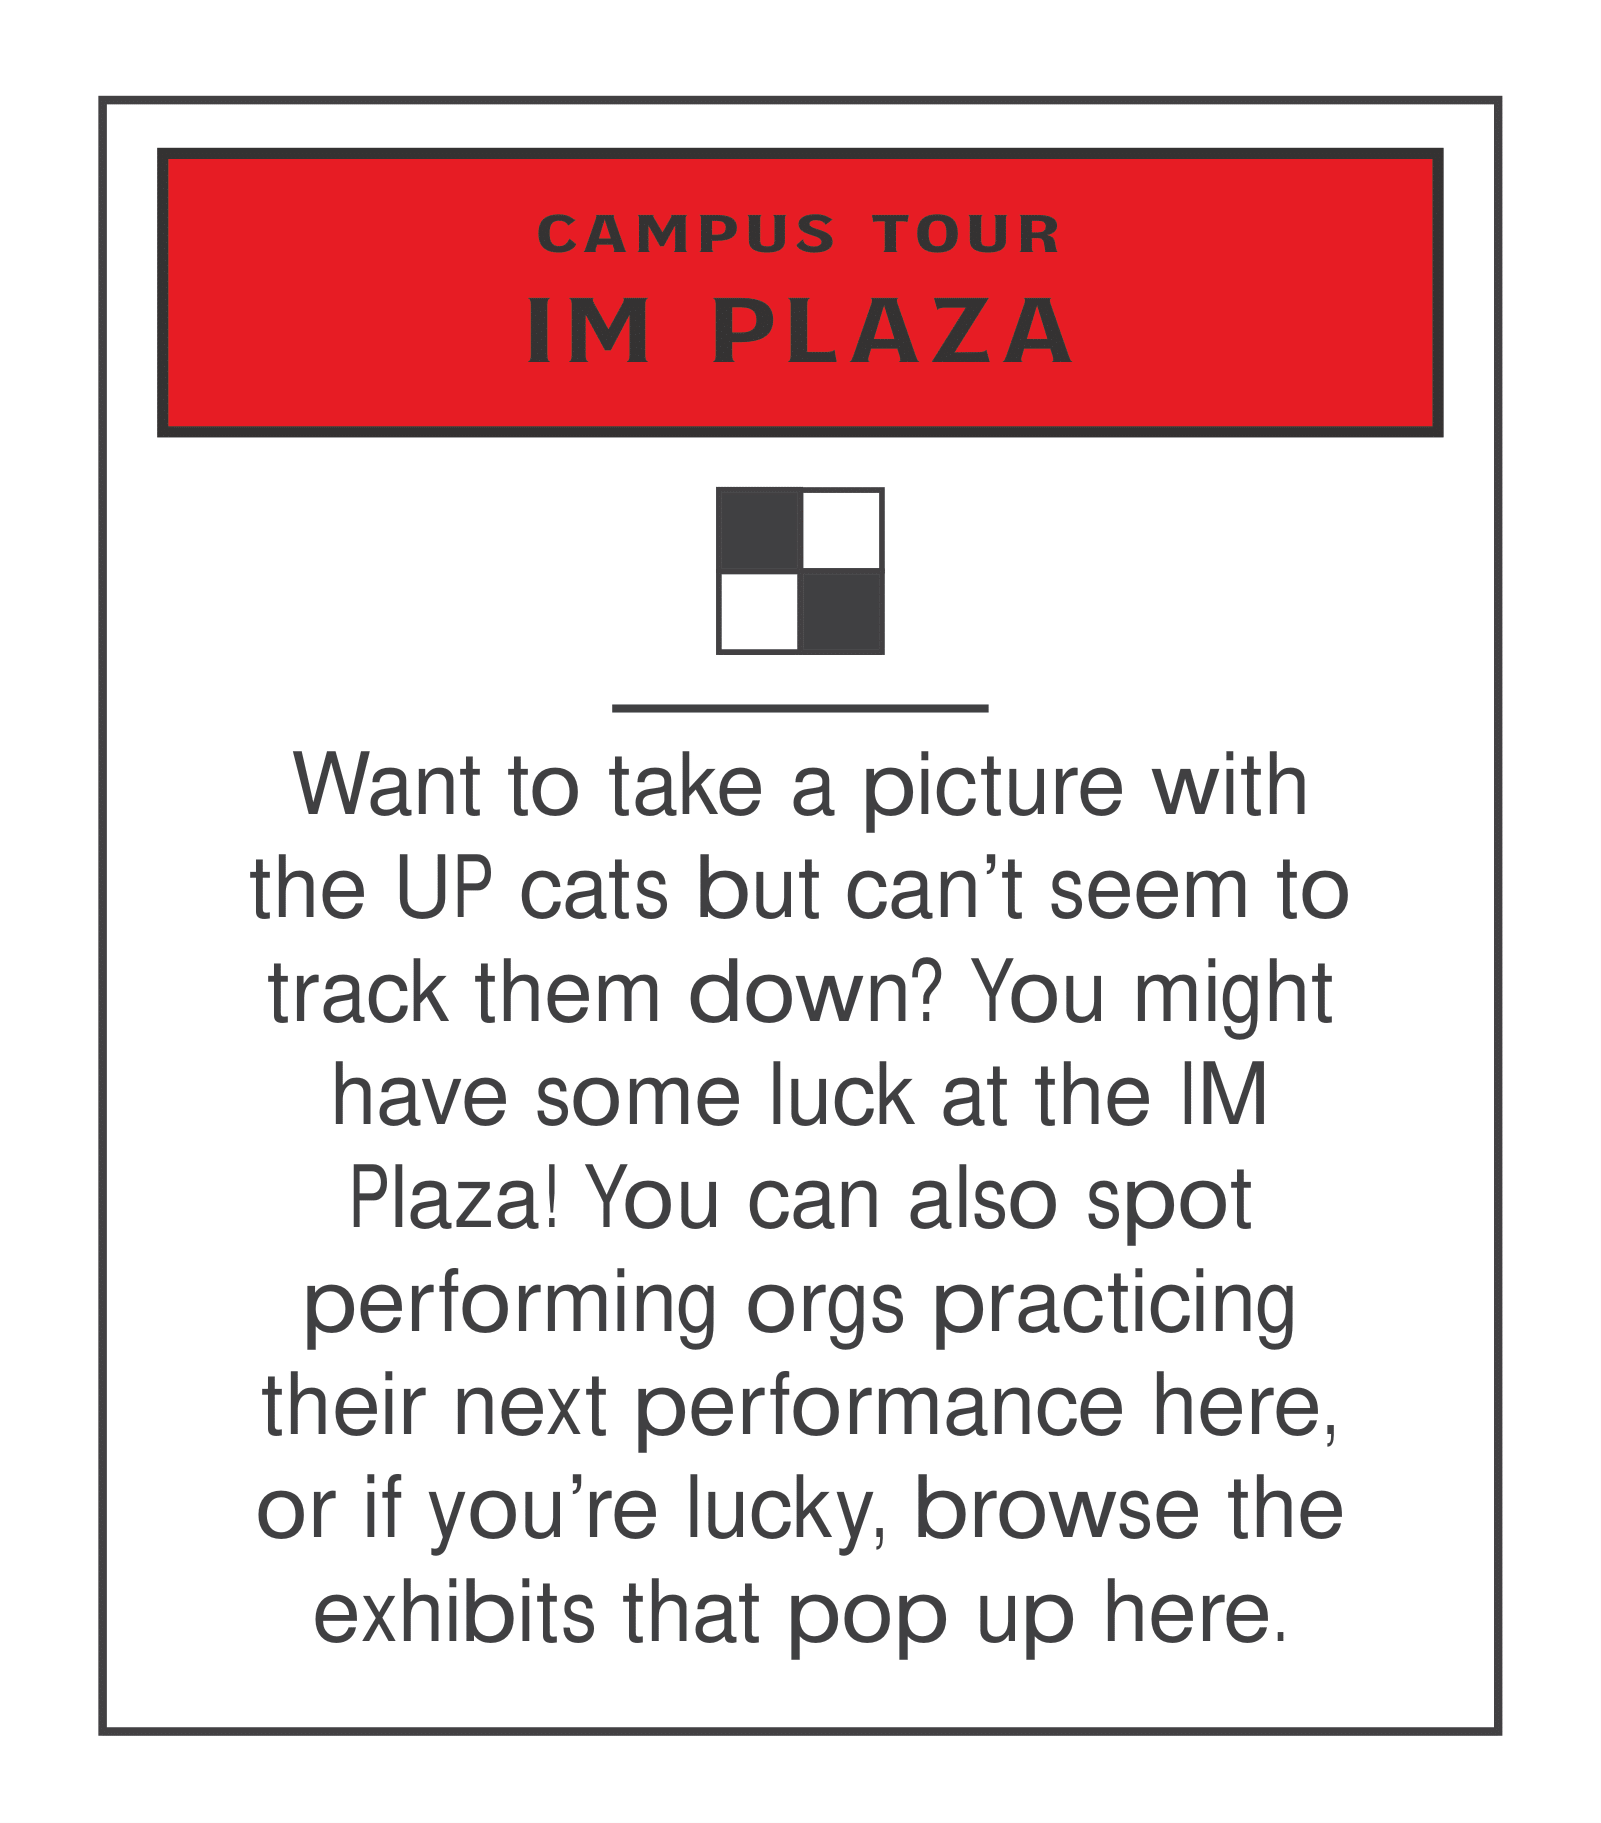 CAMPUS TOUR
IM PLAZA
Want to take a picture with
the UP cats but can’t seem to
track them down? You might
have some luck at the IM
Plaza! You can also spot
performing orgs practicing
their next performance here,
or if you’re lucky, browse the
exhibits that pop up here.